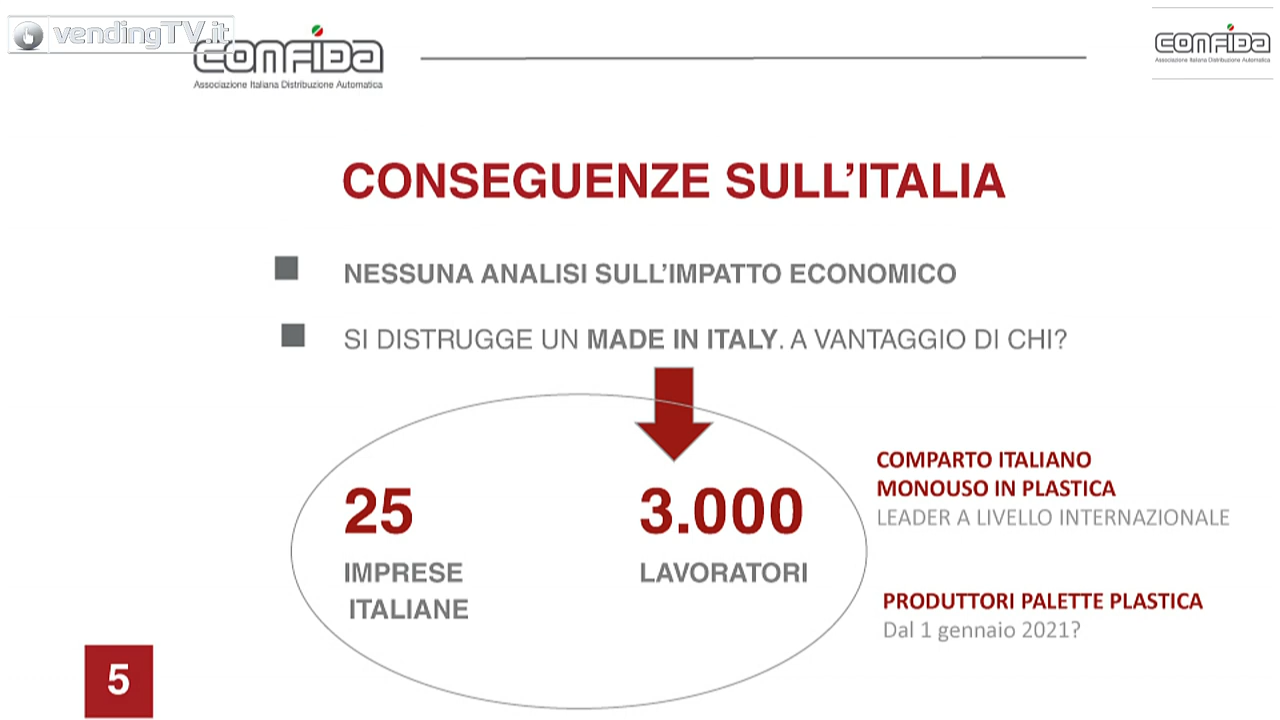 vendingTV.it
CONFIDA
Associazione Italiana Distribuzione Automatica
CONFIDA
Associazione Italiana Distribuzione Automatica
CONSEGUENZE SULL’ITALIA
NESSUNA ANALISI SULL’IMPATTO ECONOMICO
SI DISTRUGGE UN MADE IN ITALY. A VANTAGGIO DI CHI?
25
IMPRESE
ITALIANE
3.000
LAVORATORI
COMPARTO ITALIANO
MONOUSO IN PLASTICA
LEADER A LIVELLO INTERNAZIONALE
PRODUTTORI PALETTE PLASTICA
Dal 1 gennaio 2021?
5